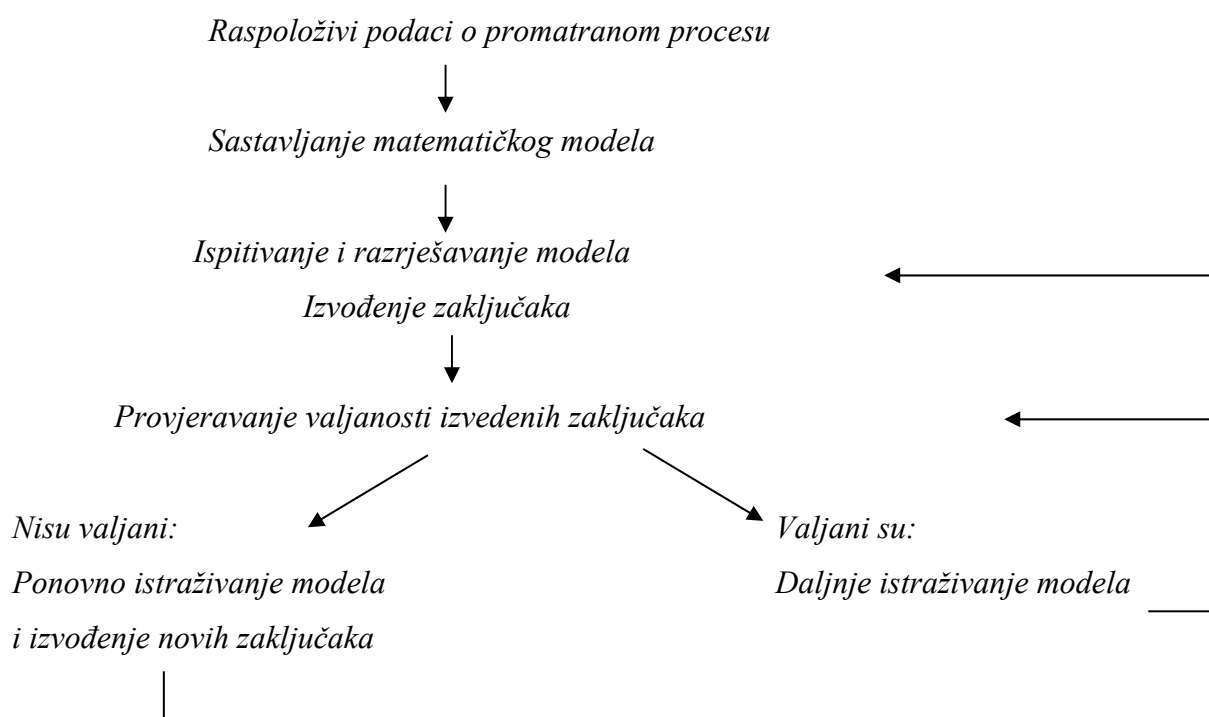 Raspoloživi podaci o promatranom procesu
Sastavljanje matematičkog modela
Ispitivanje i razrješavanje modela
Izvođenje zaključaka
Provjeravanje valjanosti izvedenih zaključaka
Nisu valjani:
Ponovno istraživanje modela
i izvođenje novih zaključaka
Valjani su:
Daljnje istraživanje modela